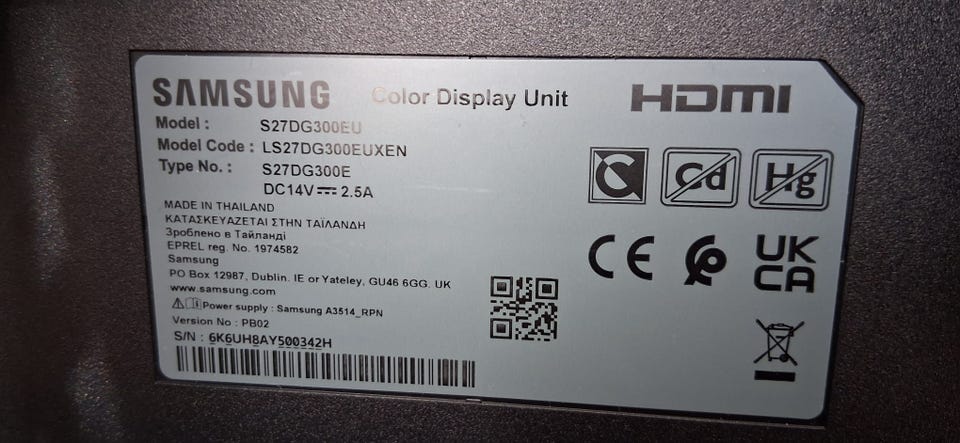 SAMSUNG Color Display Unit HDMI
Model : S27DG300EU
Model Code : LS27DG300EUXEN
Type No. : S27DG300E
DC14V 2.5A
MADE IN THAILAND
ΚΑΤΑΣΚΕΥΑΖΕΤΑΙ ΣΤΗΝ ΤΑΪΛΑΝΔΗ
Зроблено в Тайланді
EPREL reg. No. 1974582
Samsung
PO Box 12987, Dublin. IE or Yateley, GU46 6GG. UK
www.samsung.com
Power supply : Samsung A3514_RPN
Version No : PB02
S/N : 6K6UH8AY500342H
Cd Hg
CE
UK
CA